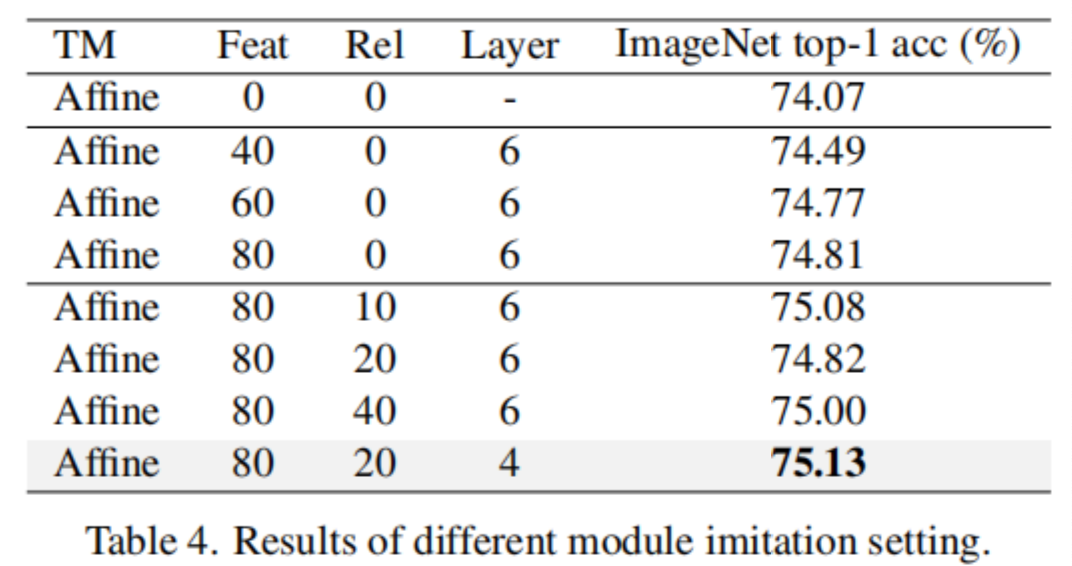 TM Feat Rel Layer ImageNet top-1 acc (%)
Affine 0 0 - 74.07
Affine 40 0 6 74.49
Affine 60 0 6 74.77
Affine 80 0 6 74.81
Affine 80 10 6 75.08
Affine 80 20 6 74.82
Affine 80 40 6 75.00
Affine 80 20 4 75.13
Table 4. Results of different module imitation setting.